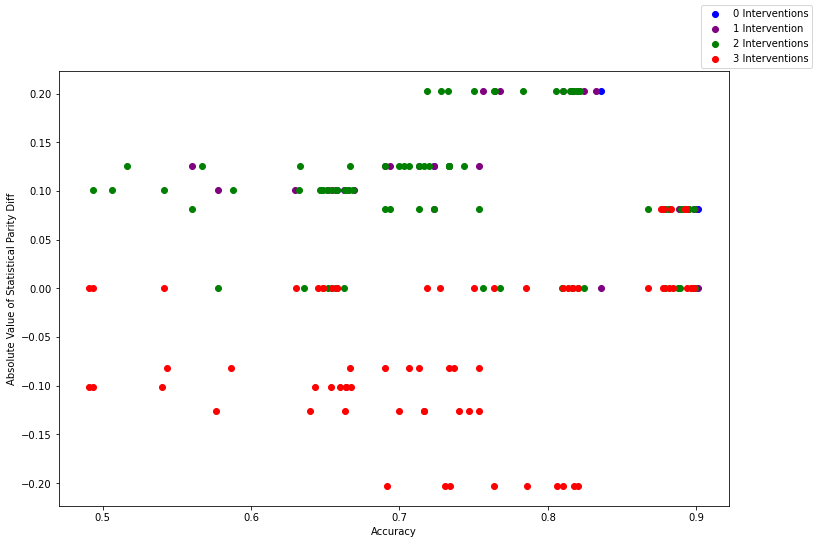 0 Interventions
1 Intervention
2 Interventions
3 Interventions
0.20
0.15
0.10
0.05
0.00
−0.05
−0.10
−0.15
−0.20
Absolute Value of Statistical Parity Diff
0.5
0.6
0.7
0.8
0.9
Accuracy